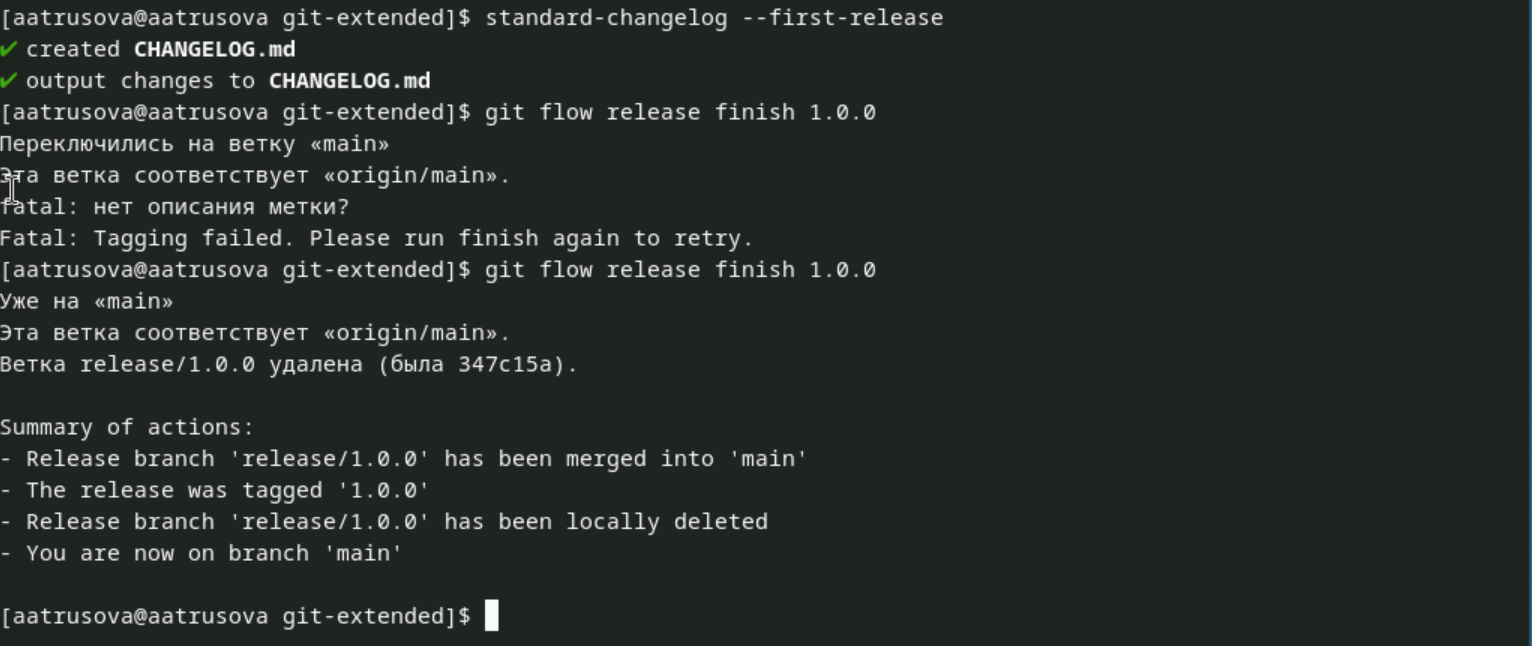 [aatrusova@aatrusova git-extended]$ standard-changelog --first-release
✔ created CHANGELOG.md
✔ output changes to CHANGELOG.md
[aatrusova@aatrusova git-extended]$ git flow release finish 1.0.0
Переключились на ветку «main»
Эта ветка соответствует «origin/main».
fatal: нет описания метки?
Fatal: Tagging failed. Please run finish again to retry.
[aatrusova@aatrusova git-extended]$ git flow release finish 1.0.0
Уже на «main»
Эта ветка соответствует «origin/main».
Ветка release/1.0.0 удалена (была 347c15a).
Summary of actions:
- Release branch 'release/1.0.0' has been merged into 'main'
- The release was tagged '1.0.0'
- Release branch 'release/1.0.0' has been locally deleted
- You are now on branch 'main'
[aatrusova@aatrusova git-extended]$